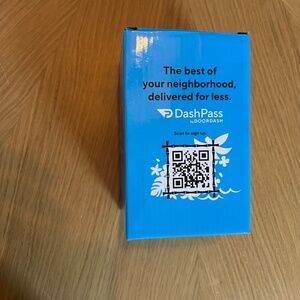 The best of
your neighborhood,
delivered for less.
DashPass
by DOORDASH
Scan to sign up